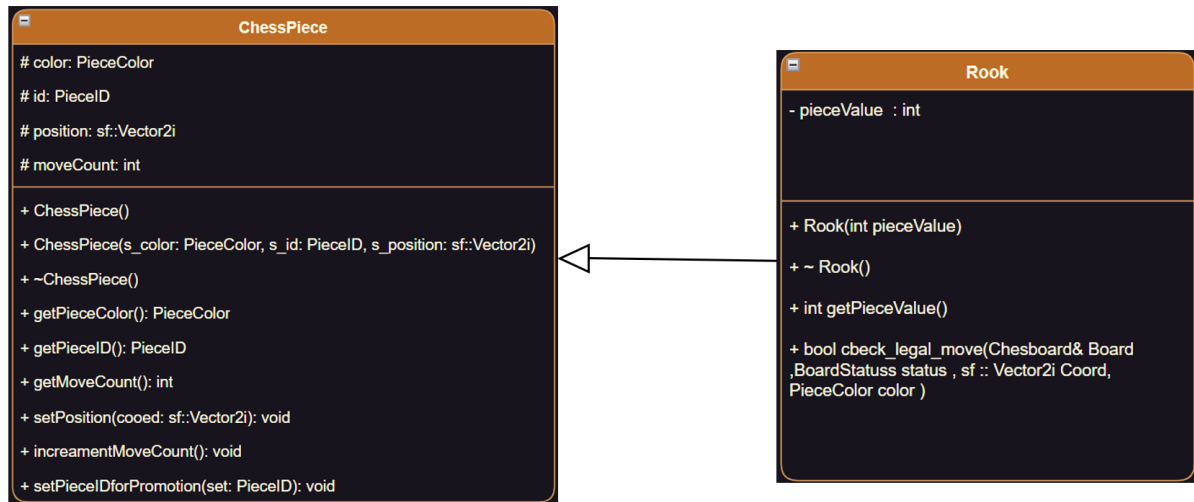 ChessPiece
# color: PieceColor
# id: PieceID
# position: sf::Vector2i
# moveCount: int
+ ChessPiece()
+ ChessPiece(s_color: PieceColor, s_id: PieceID, s_position: sf::Vector2i)
+ ~ChessPiece()
+ getPieceColor(): PieceColor
+ getPieceID(): PieceID
+ getMoveCount(): int
+ setPosition(cooed: sf::Vector2i): void
+ increamentMoveCount(): void
+ setPieceIDforPromotion(set: PieceID): void
Rook
- pieceValue : int
+ Rook(int pieceValue)
+ ~ Rook()
+ int getPieceValue()
+ bool cbeck_legal_move(Chesboard& Board
,BoardStatuss status , sf :: Vector2i Coord,
PieceColor color )